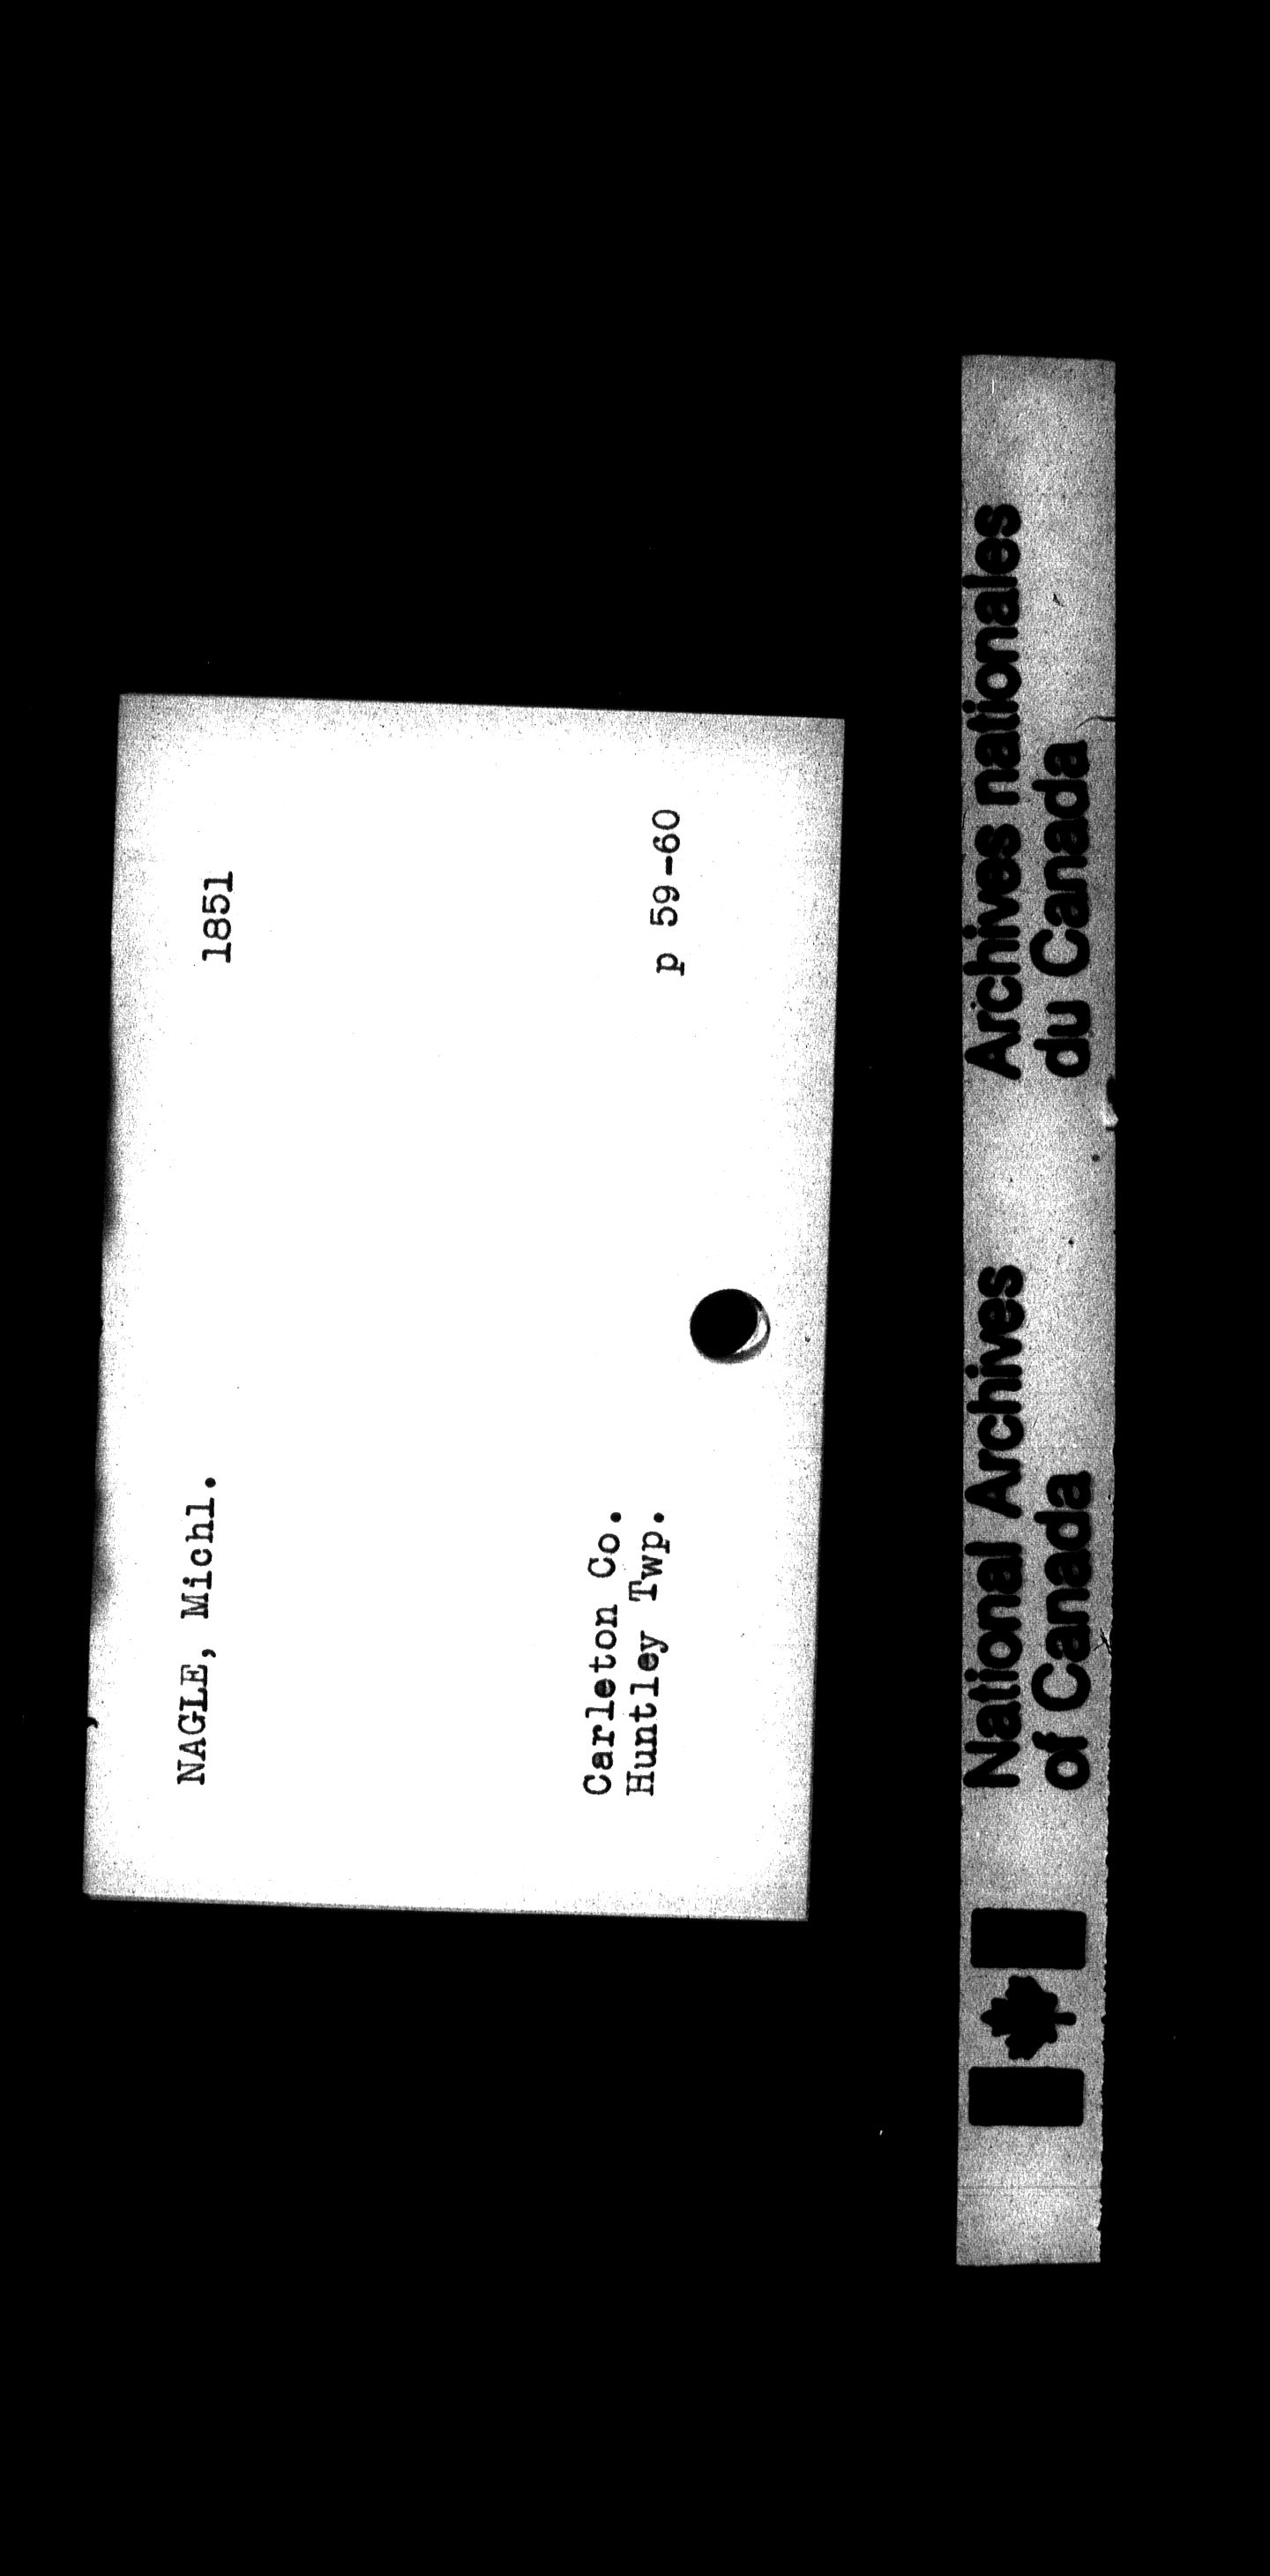 NAGLE, Michl. 1851
Carleton Co.
Huntley Twp. p 59-60
National Archives Archives nationales
of Canada du Canada